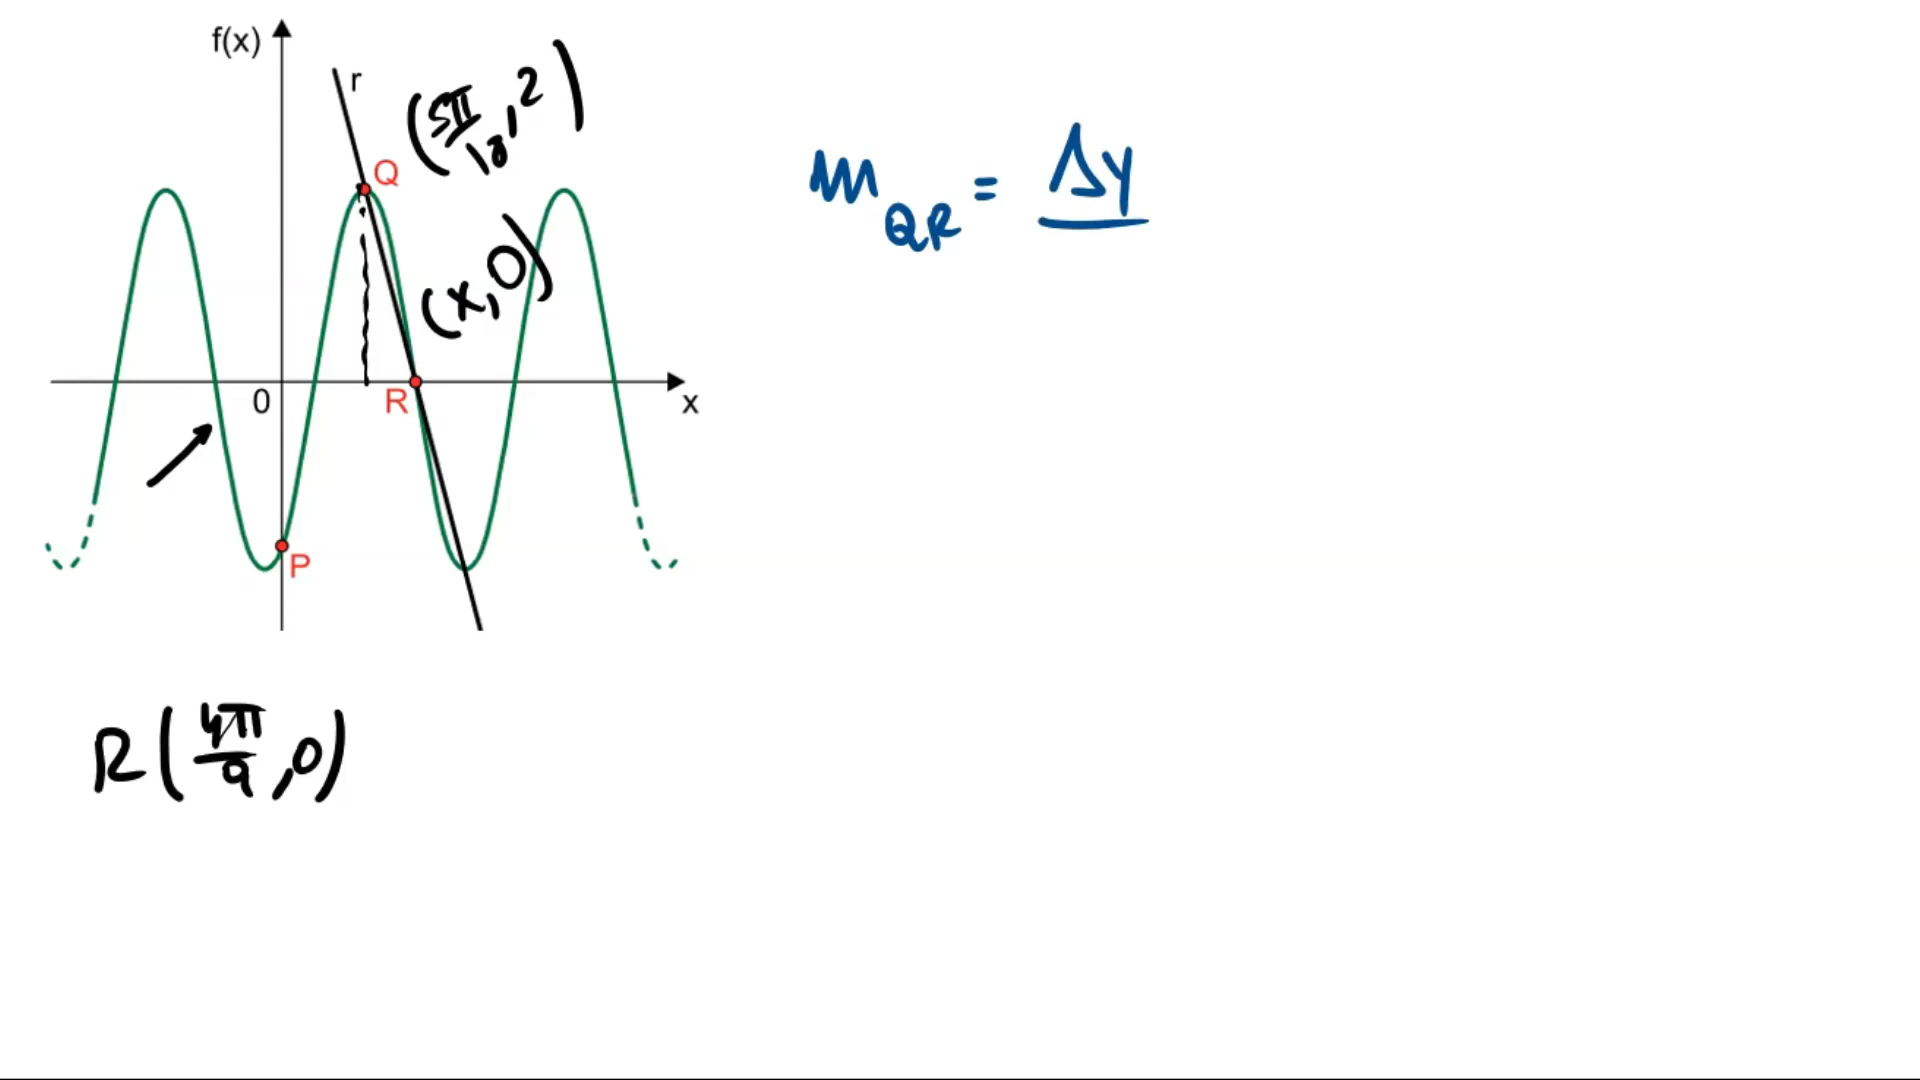 f(x)
r
(5π/18, 2)
Q
(x, 0)
0
R
x
P
m_QR = Δy
R(4π/9, 0)